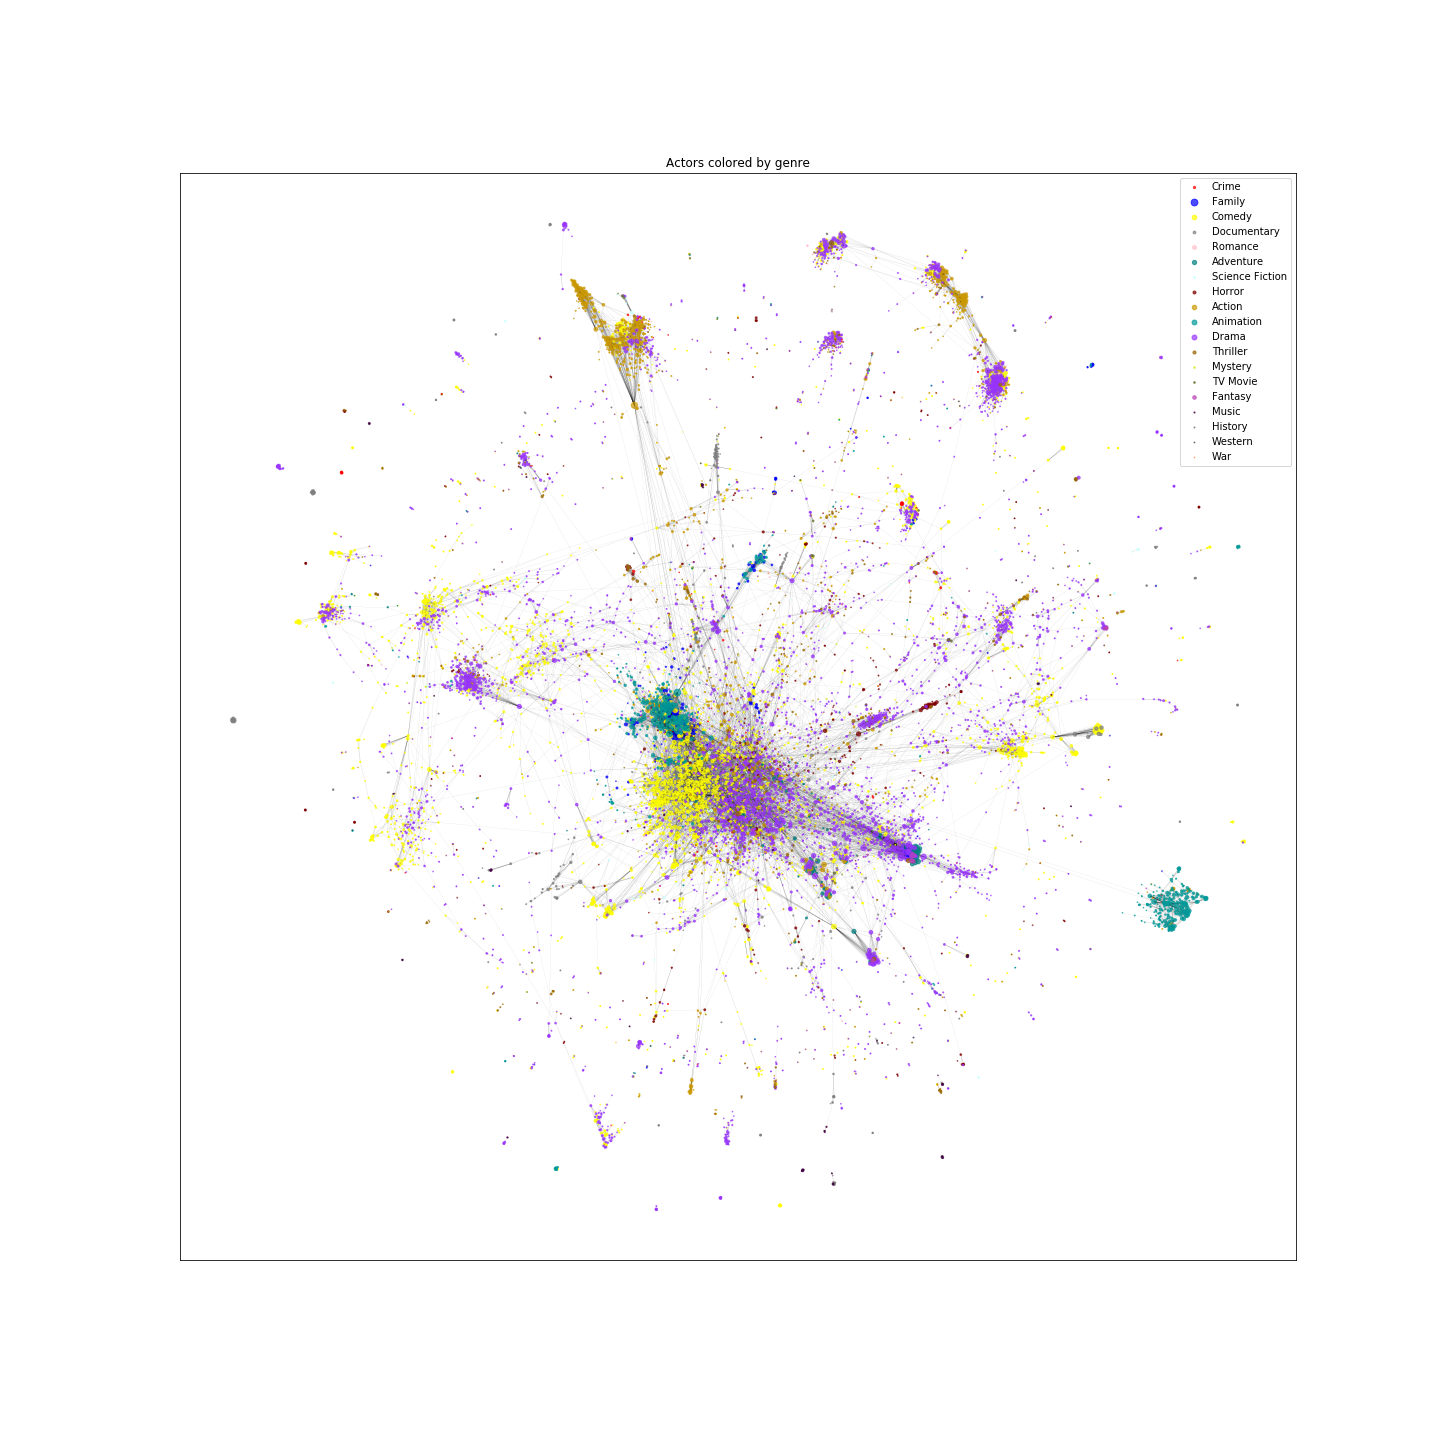 Actors colored by genre
Crime
Family
Comedy
Documentary
Romance
Adventure
Science Fiction
Horror
Action
Animation
Drama
Thriller
Mystery
TV Movie
Fantasy
Music
History
Western
War